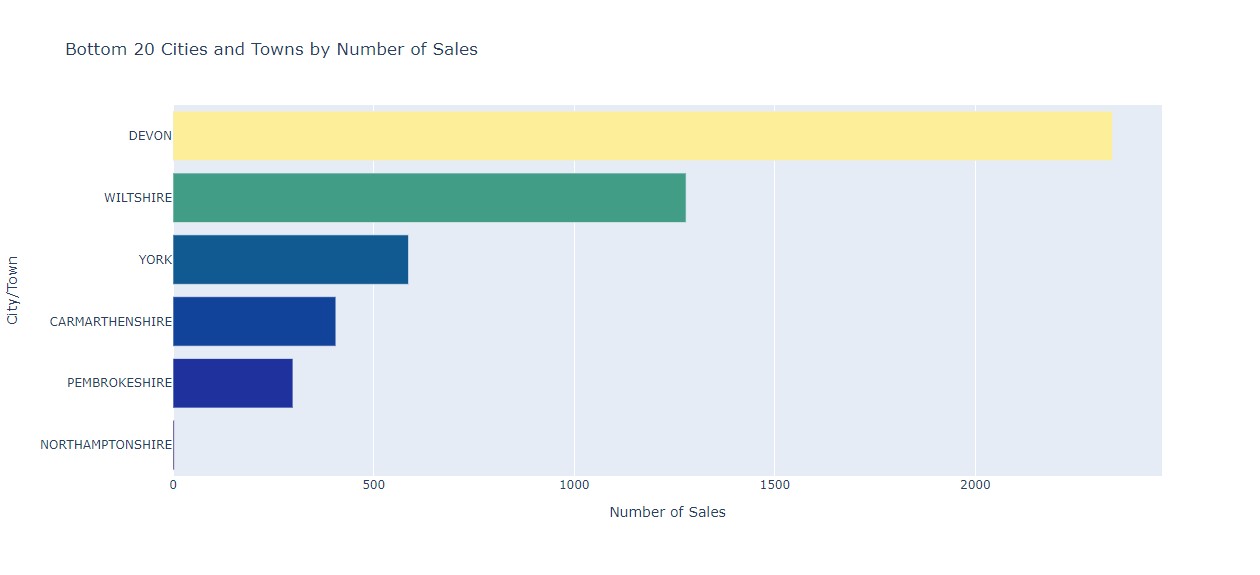 Bottom 20 Cities and Towns by Number of Sales
City/Town
DEVON
WILTSHIRE
YORK
CARMARTHENSHIRE
PEMBROKESHIRE
NORTHAMPTONSHIRE
0 500 1000 1500 2000
Number of Sales